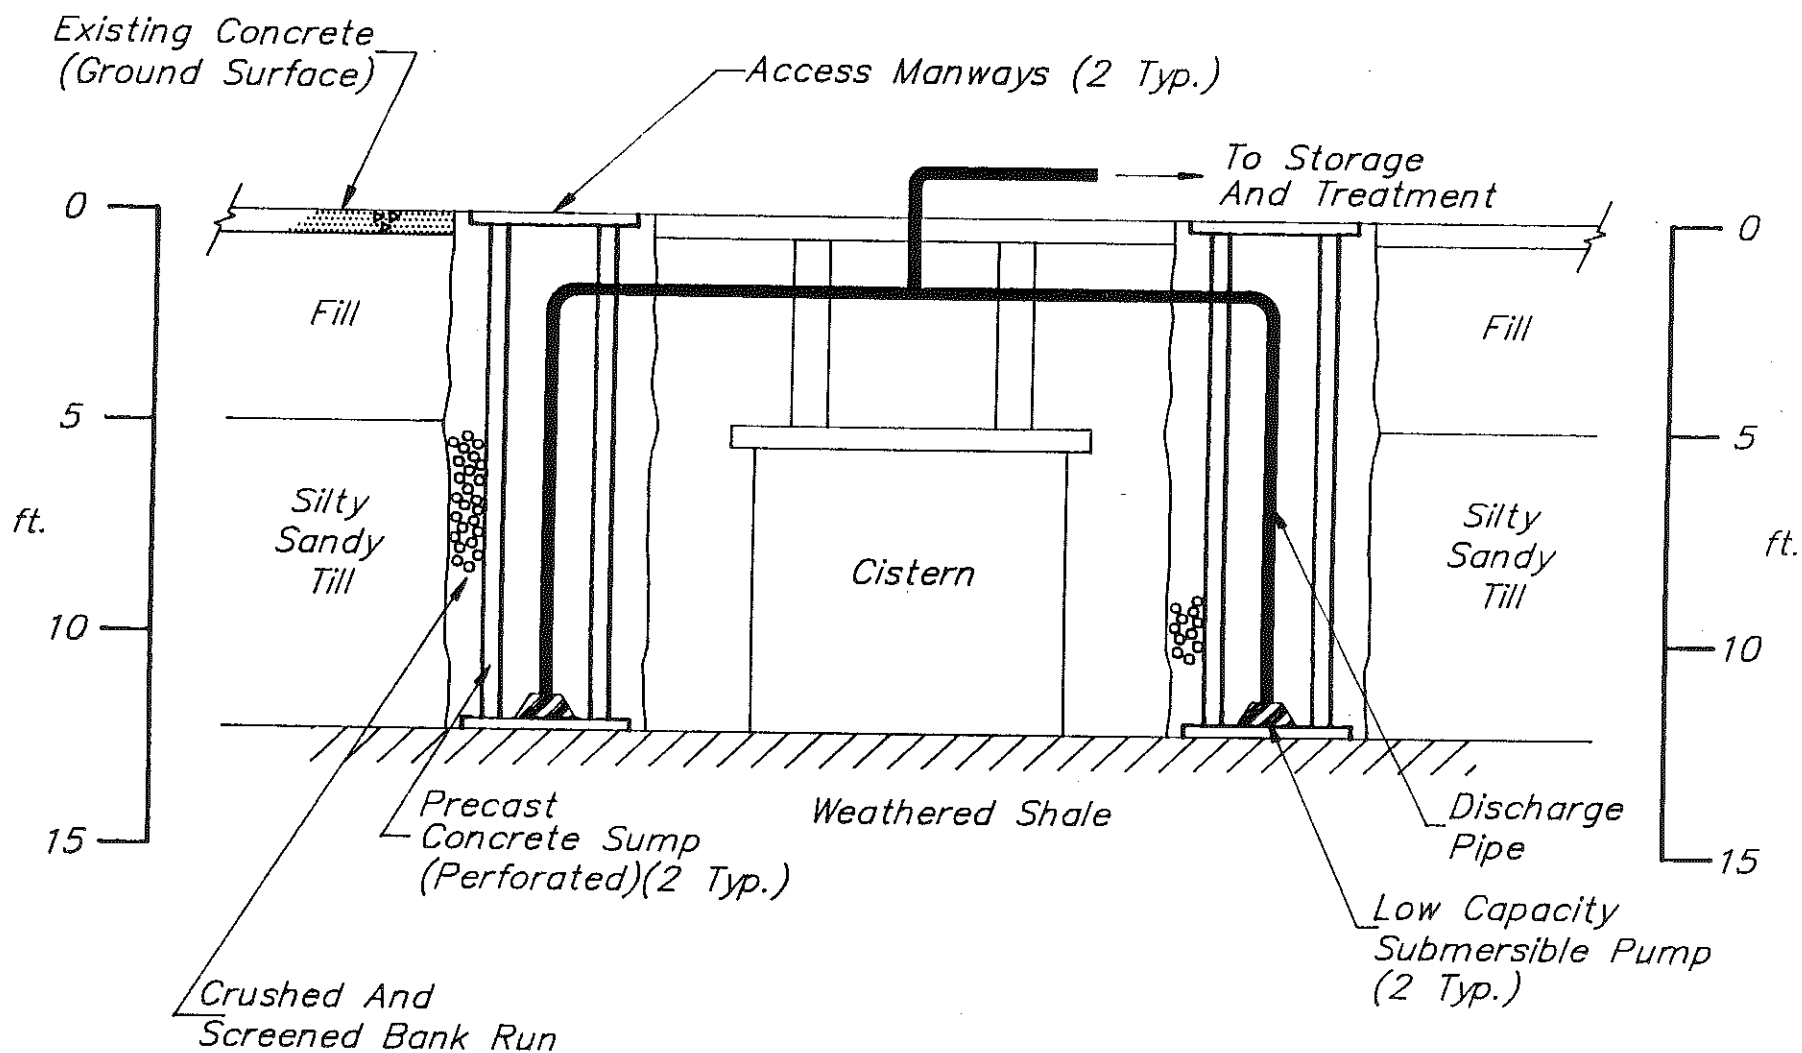 Existing Concrete
(Ground Surface)
Access Manways (2 Typ.)
To Storage
And Treatment
0
5
10
15
ft.
Fill
Silty
Sandy
Till
Cistern
Fill
Silty
Sandy
Till
0
5
10
15
ft.
Precast
Concrete Sump
(Perforated)(2 Typ.)
Weathered Shale
Discharge
Pipe
Low Capacity
Submersible Pump
(2 Typ.)
Crushed And
Screened Bank Run